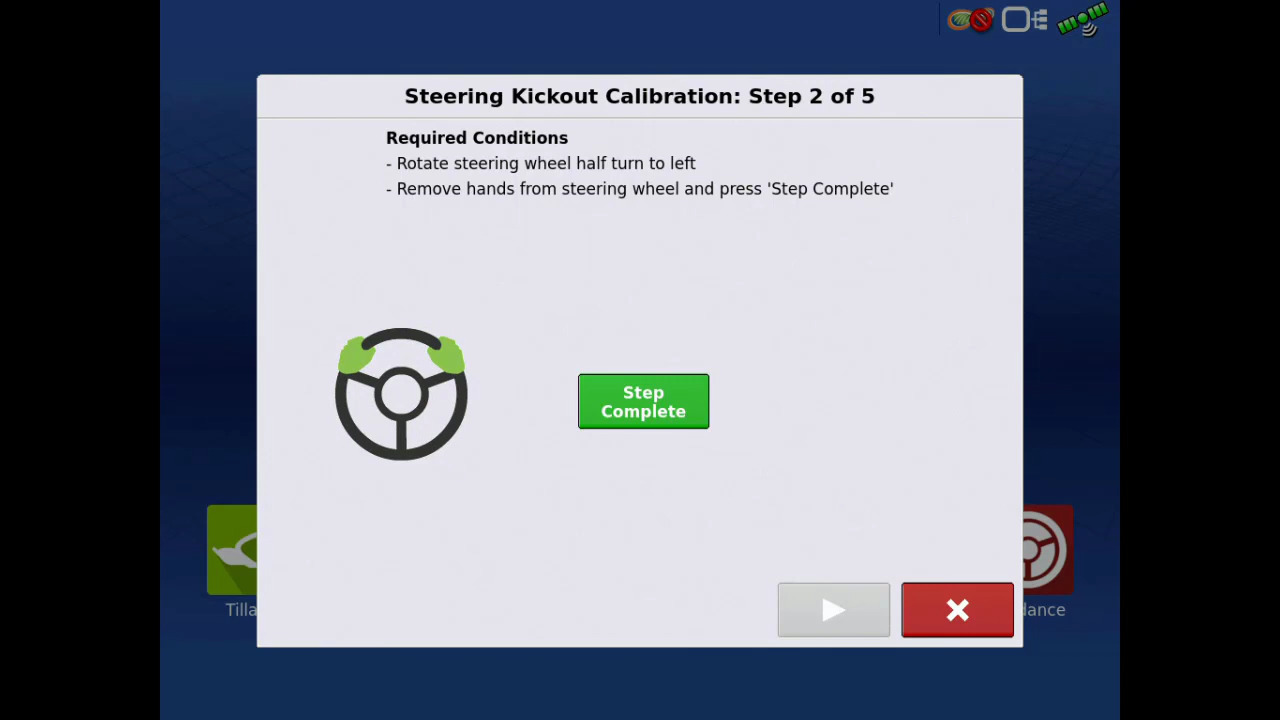 Steering Kickout Calibration: Step 2 of 5
Required Conditions
- Rotate steering wheel half turn to left
- Remove hands from steering wheel and press 'Step Complete'
Step
Complete
Tilla
dance